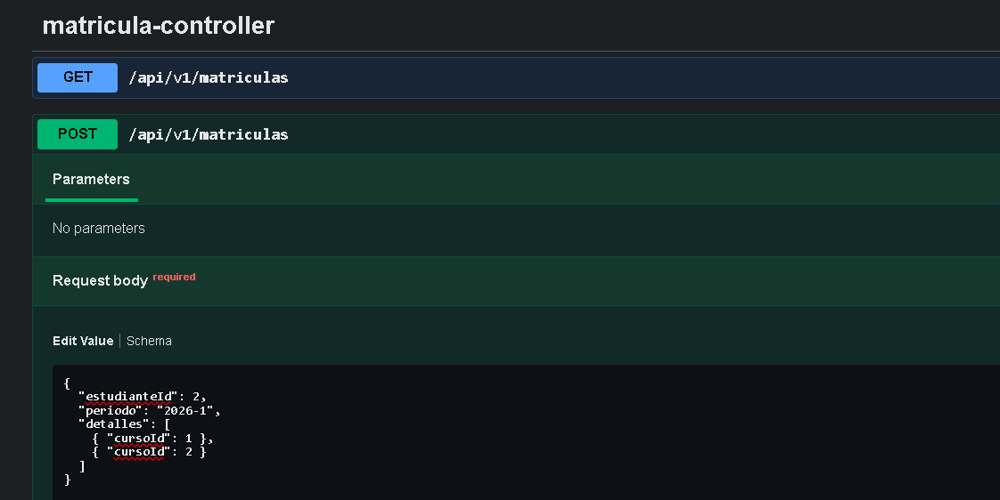 matricula-controller
GET /api/v1/matriculas
POST /api/v1/matriculas
Parameters
No parameters
Request body required
Edit Value | Schema
{
  "estudianteId": 2,
  "periodo": "2026-1",
  "detalles": [
    { "cursoId": 1 },
    { "cursoId": 2 }
  ]
}